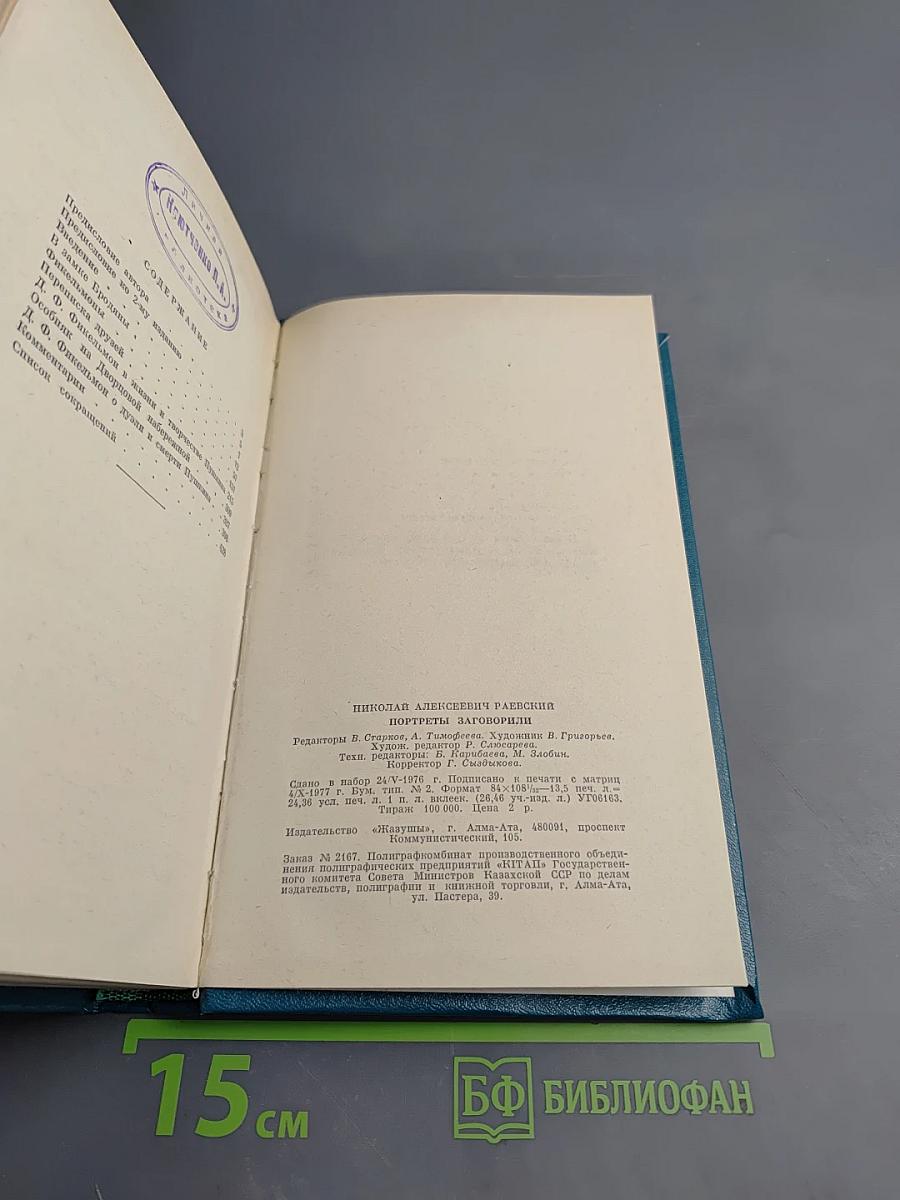 ЛИЧНАЯ
БИБЛИОТЕКА
СОДЕРЖАНИЕ
Предисловие автора
Предисловие ко 2-му изданию
Введение
В замке Бродяны
Фикельмоны
Переписка друзей
Д. Ф. Фикельмон в жизни и творчестве Пушкина
Особняк на Дворцовой набережной
Д. Ф. Фикельмон о дуэли и смерти Пушкина
Комментарии
Список сокращений
НИКОЛАЙ АЛЕКСЕЕВИЧ РАЕВСКИЙ
ПОРТРЕТЫ ЗАГОВОРИЛИ
Редакторы В. Старков, А. Тимофеева. Художник В. Григорьев.
Худож. редактор Р. Слюсарева.
Техн. редакторы: Б. Карибаева, М. Злобин.
Корректор Г. Сыздыкова.
Сдано в набор 24/V-1976 г. Подписано к печати с матриц
4/X-1977 г. Бум. тип. № 2. Формат 84×108¹/₃₂—13,5 печ. л.=
24,36 усл. печ. л. 1 п. л. вклеек. (26,46 уч.-изд. л.) УГ06163.
Тираж 100 000. Цена 2 р.
Издательство «Жазушы», г. Алма-Ата, 480091, проспект
Коммунистический, 105.
Заказ № 2167. Полиграфкомбинат производственного объеди-
нения полиграфических предприятий «КIТАП» Государствен-
ного комитета Совета Министров Казахской ССР по делам
издательств, полиграфии и книжной торговли, г. Алма-Ата,
ул. Пастера, 39.
15 см
БФ БИБЛИОФАН